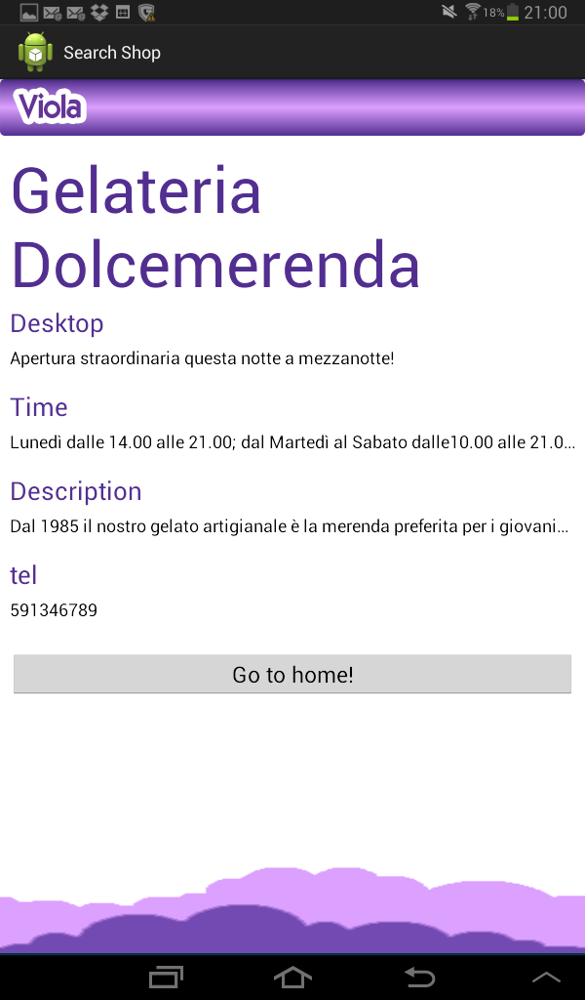 18% 21:00
Search Shop
Viola
Gelateria
Dolcemerenda
Desktop
Apertura straordinaria questa notte a mezzanotte!
Time
Lunedì dalle 14.00 alle 21.00; dal Martedì al Sabato dalle10.00 alle 21.0...
Description
Dal 1985 il nostro gelato artigianale è la merenda preferita per i giovani...
tel
591346789
Go to home!